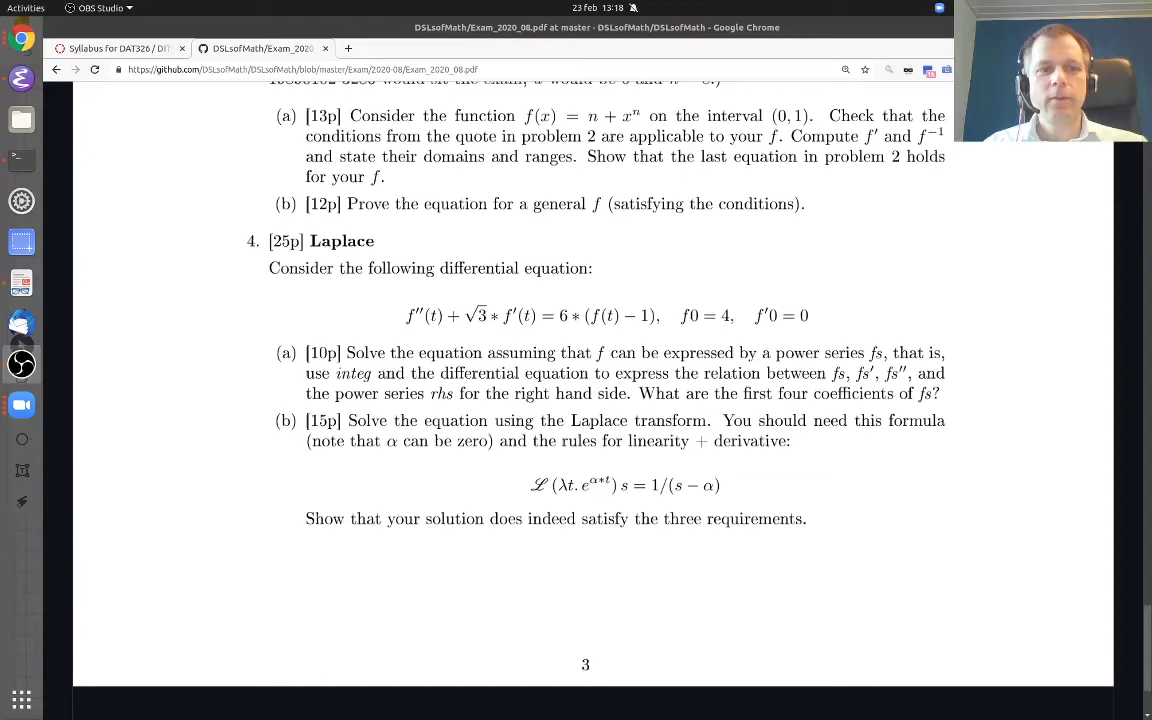 Activities
OBS Studio
23 feb 13:18
DSLsofMath/Exam_2020_08.pdf at master · DSLsofMath/DSLsofMath - Google Chrome
Syllabus for DAT326 / DIT × DSLsofMath/Exam_2020_08.pdf × +
https://github.com/DSLsofMath/DSLsofMath/blob/master/Exam/2020-08/Exam_2020_08.pdf
(a) [13p] Consider the function f(x) = n + xⁿ on the interval (0, 1). Check that the
conditions from the quote in problem 2 are applicable to your f. Compute f′ and f⁻¹
and state their domains and ranges. Show that the last equation in problem 2 holds
for your f.
(b) [12p] Prove the equation for a general f (satisfying the conditions).
4. [25p] Laplace
Consider the following differential equation:
f″(t) + √3 ∗ f′(t) = 6 ∗ (f(t) − 1), f0 = 4, f′0 = 0
(a) [10p] Solve the equation assuming that f can be expressed by a power series fs, that is,
use integ and the differential equation to express the relation between fs, fs′, fs″, and
the power series rhs for the right hand side. What are the first four coefficients of fs?
(b) [15p] Solve the equation using the Laplace transform. You should need this formula
(note that α can be zero) and the rules for linearity + derivative:
ℒ (λt. e^{α∗t}) s = 1/(s − α)
Show that your solution does indeed satisfy the three requirements.
3